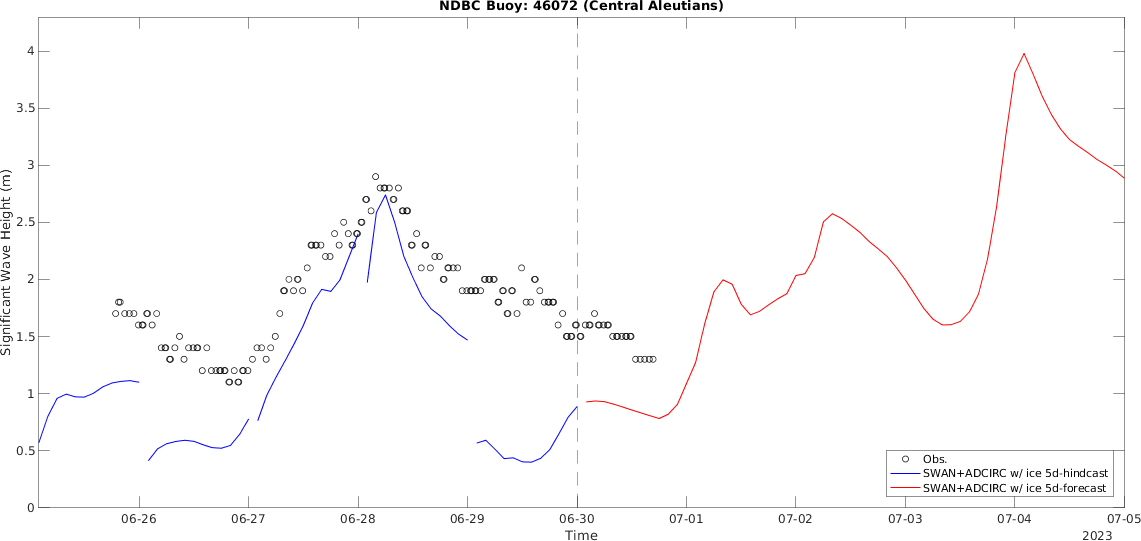 NDBC Buoy: 46072 (Central Aleutians)
Significant Wave Height (m)
4
3.5
3
2.5
2
1.5
1
0.5
0
Obs.
SWAN+ADCIRC w/ ice 5d-hindcast
SWAN+ADCIRC w/ ice 5d-forecast
06-26 06-27 06-28 06-29 06-30 07-01 07-02 07-03 07-04 07-05
Time
2023